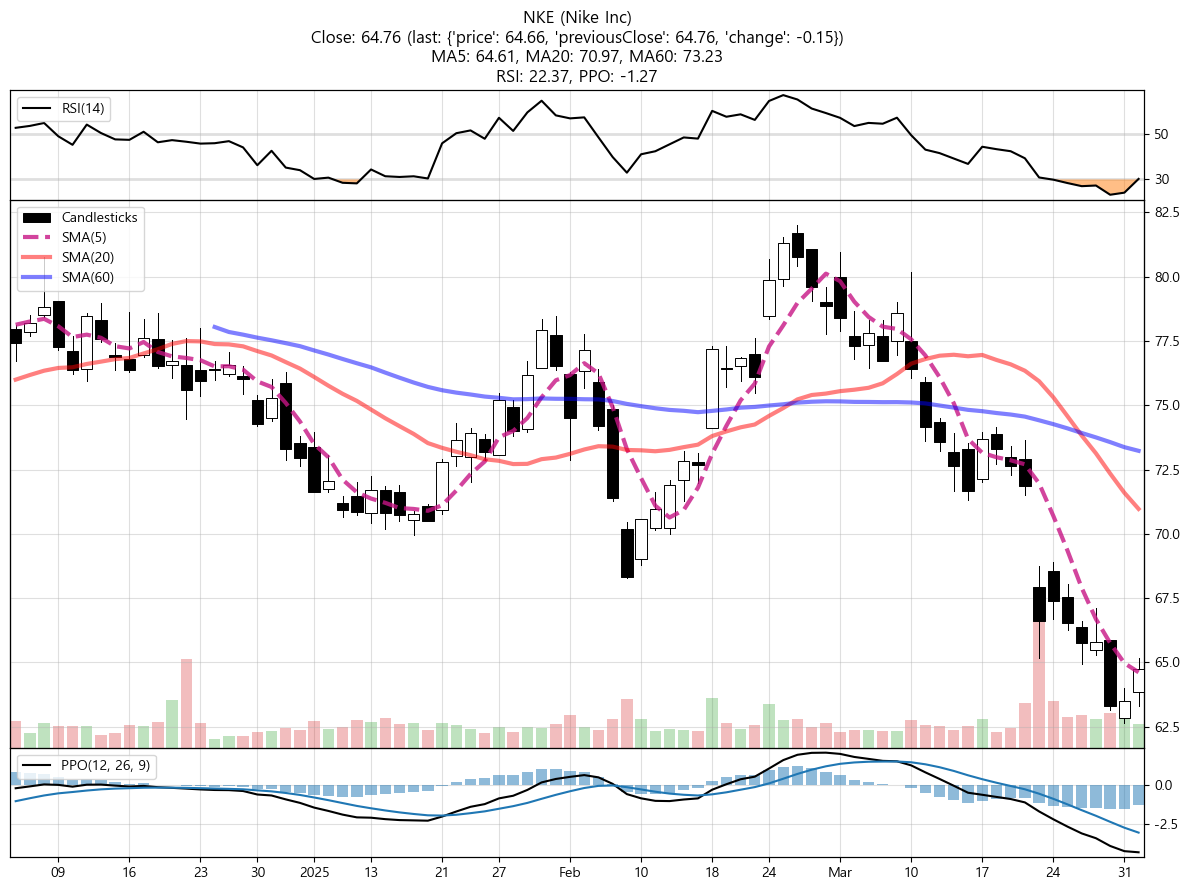 NKE (Nike Inc)
Close: 64.76 (last: {'price': 64.66, 'previousClose': 64.76, 'change': -0.15})
MA5: 64.61, MA20: 70.97, MA60: 73.23
RSI: 22.37, PPO: -1.27
RSI(14)
50
30
Candlesticks
SMA(5)
SMA(20)
SMA(60)
82.5
80.0
77.5
75.0
72.5
70.0
67.5
65.0
62.5
PPO(12, 26, 9)
0.0
-2.5
09 16 23 30 2025 13 21 27 Feb 10 18 24 Mar 10 17 24 31